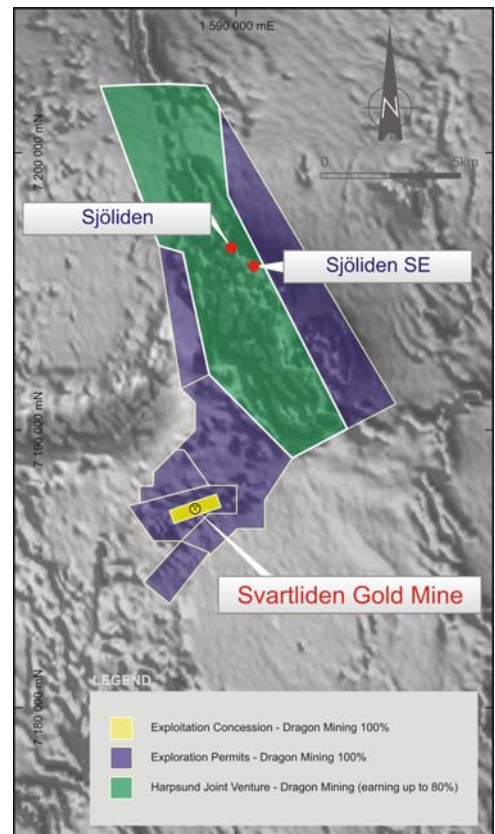 1 590 000 mE
N
7 200 000 mN
0 5km
Sjöliden
Sjöliden SE
7 190 000 mN
Svartliden Gold Mine
7 180 000 mN
LEGEND
Exploitation Concession - Dragon Mining 100%
Exploration Permits - Dragon Mining 100%
Harpsund Joint Venture - Dragon Mining (earning up to 80%)